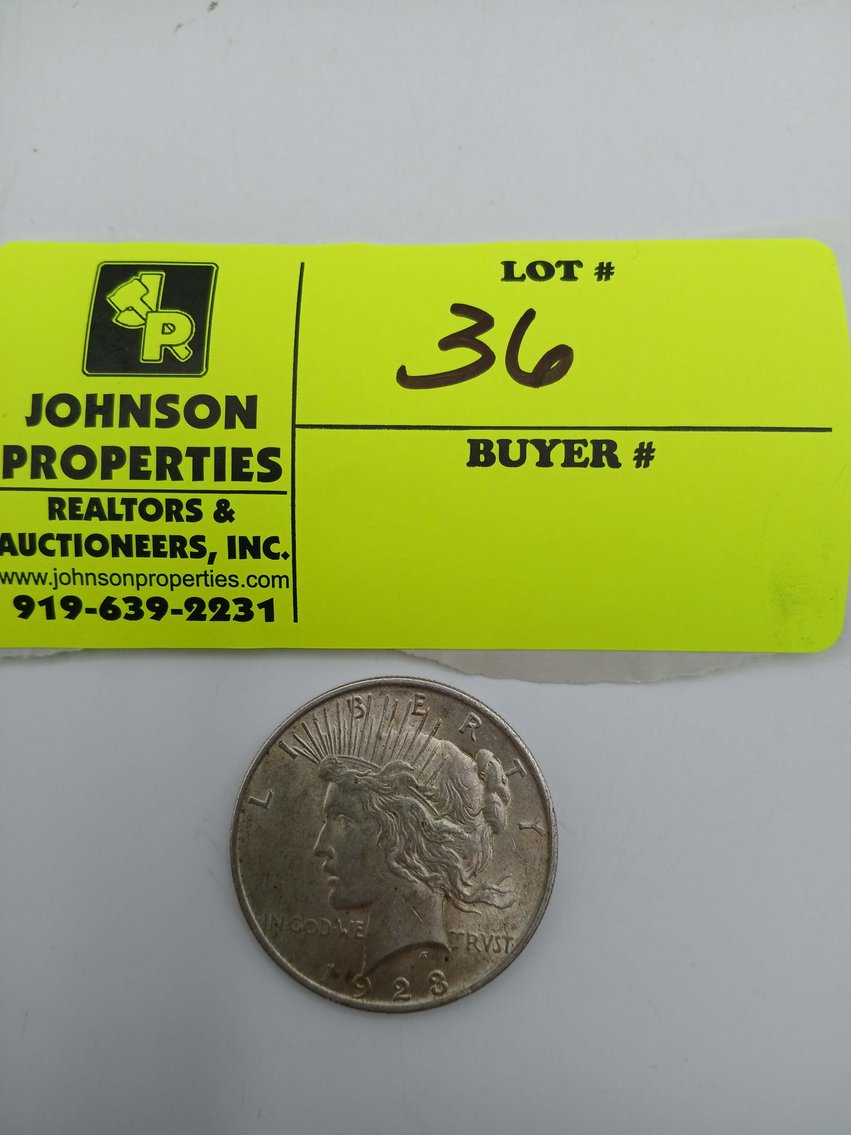 LOT #
36
BUYER #
JR
JOHNSON
PROPERTIES
REALTORS &
AUCTIONEERS, INC.
www.johnsonproperties.com
919-639-2231
LIBERTY
IN GOD WE TRVST
1923